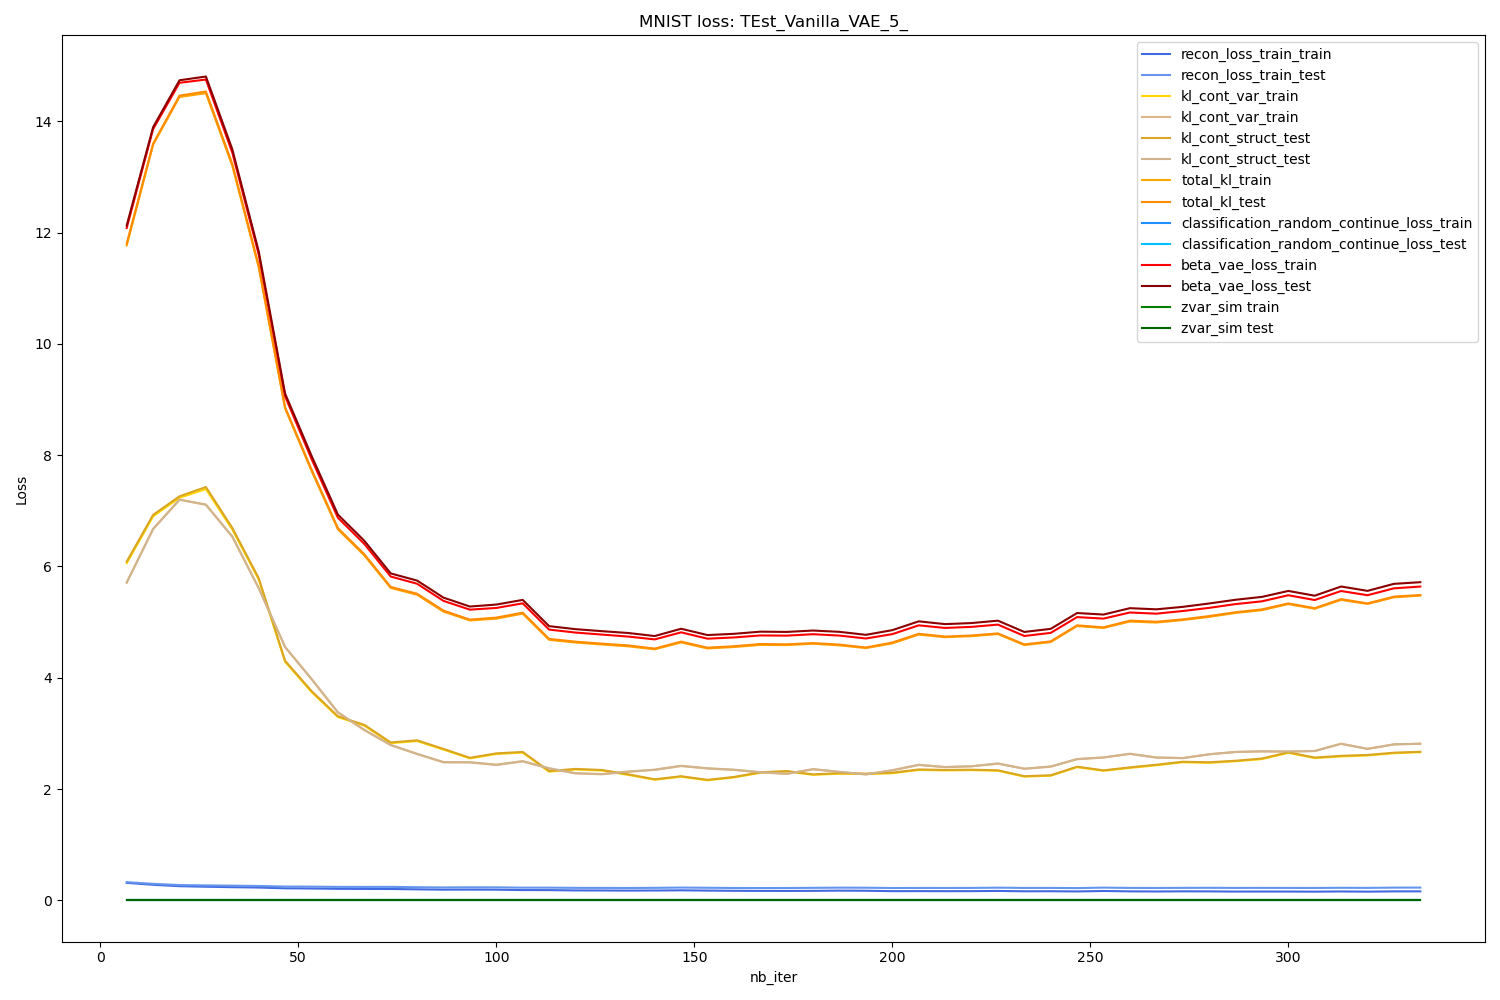 MNIST loss: TEst_Vanilla_VAE_5_
recon_loss_train_train
recon_loss_train_test
kl_cont_var_train
kl_cont_var_train
kl_cont_struct_test
kl_cont_struct_test
total_kl_train
total_kl_test
classification_random_continue_loss_train
classification_random_continue_loss_test
beta_vae_loss_train
beta_vae_loss_test
zvar_sim train
zvar_sim test
Loss
14
12
10
8
6
4
2
0
0 50 100 150 200 250 300
nb_iter